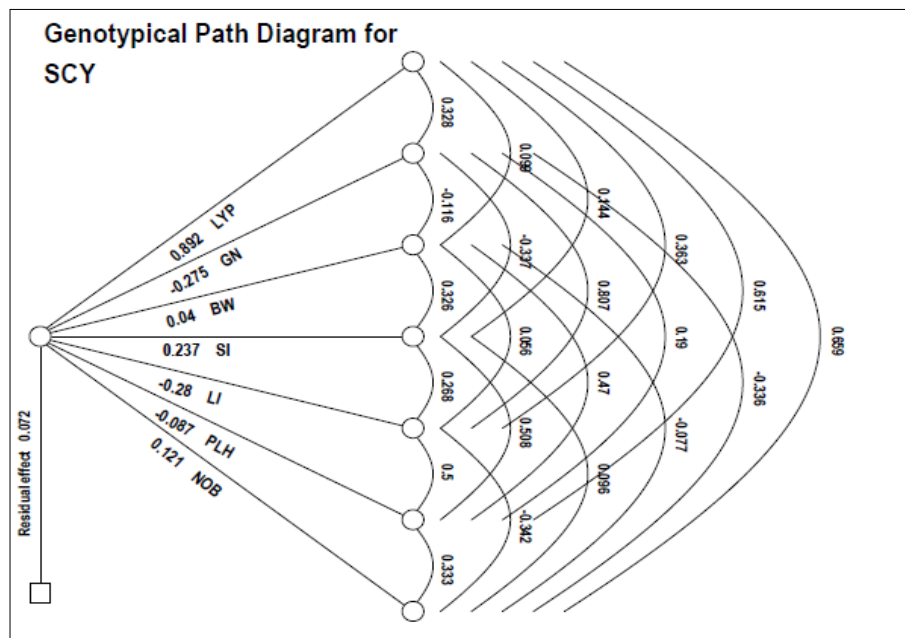 Genotypical Path Diagram for
SCY
0.892 LYP
-0.275 GN
0.04 BW
0.237 SI
-0.28 LI
-0.087 PLH
0.121 NOB
Residual effect 0.072
0.328
-0.116
0.326
0.268
0.5
0.333
0.099
-0.337
0.056
0.508
-0.342
0.144
0.807
0.47
0.096
0.363
0.19
-0.077
0.615
-0.336
0.659